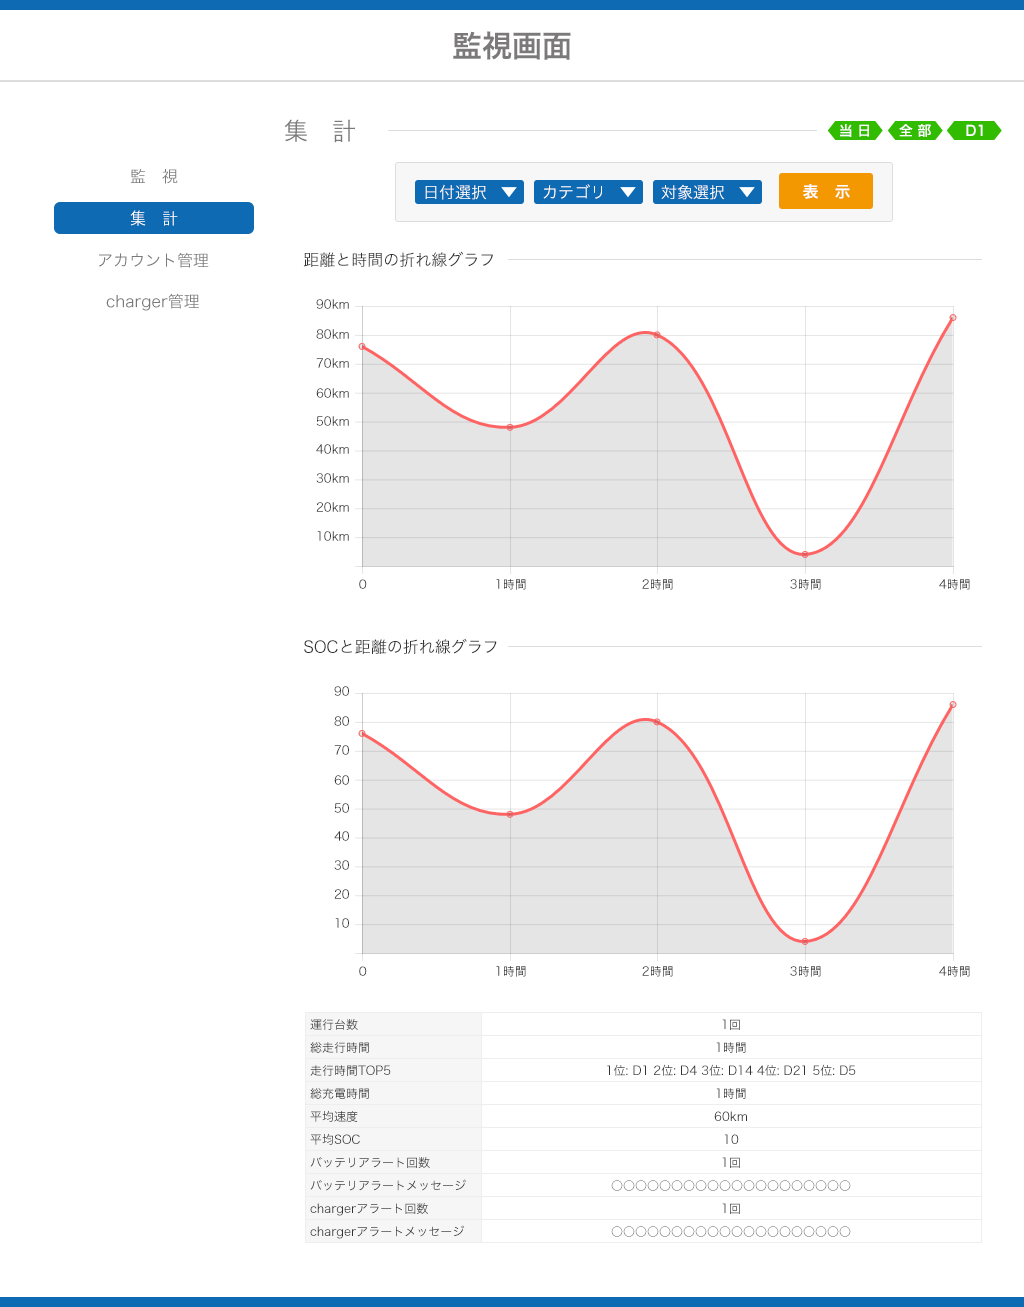 監視画面
集　計
当 日　全 部　D1
監　視
集　計
アカウント管理
charger管理
日付選択 ▼　カテゴリ ▼　対象選択 ▼　表　示
距離と時間の折れ線グラフ
90km
80km
70km
60km
50km
40km
30km
20km
10km
0　1時間　2時間　3時間　4時間
SOCと距離の折れ線グラフ
90
80
70
60
50
40
30
20
10
0　1時間　2時間　3時間　4時間
運行台数　1回
総走行時間　1時間
走行時間TOP5　1位: D1 2位: D4 3位: D14 4位: D21 5位: D5
総充電時間　1時間
平均速度　60km
平均SOC　10
バッテリアラート回数　1回
バッテリアラートメッセージ　○○○○○○○○○○○○○○○○○○○○
chargerアラート回数　1回
chargerアラートメッセージ　○○○○○○○○○○○○○○○○○○○○